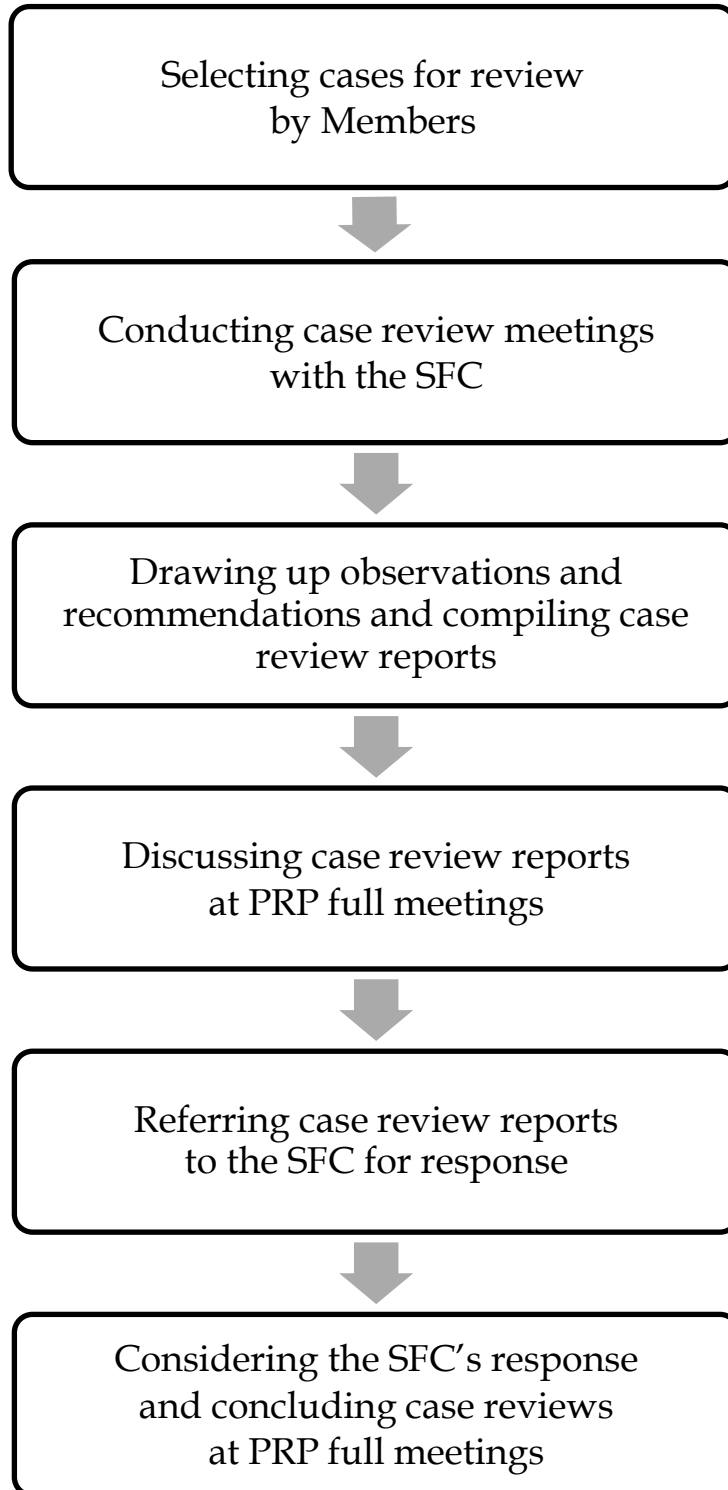 Selecting cases for review
by Members
Conducting case review meetings
with the SFC
Drawing up observations and
recommendations and compiling case
review reports
Discussing case review reports
at PRP full meetings
Referring case review reports
to the SFC for response
Considering the SFC’s response
and concluding case reviews
at PRP full meetings